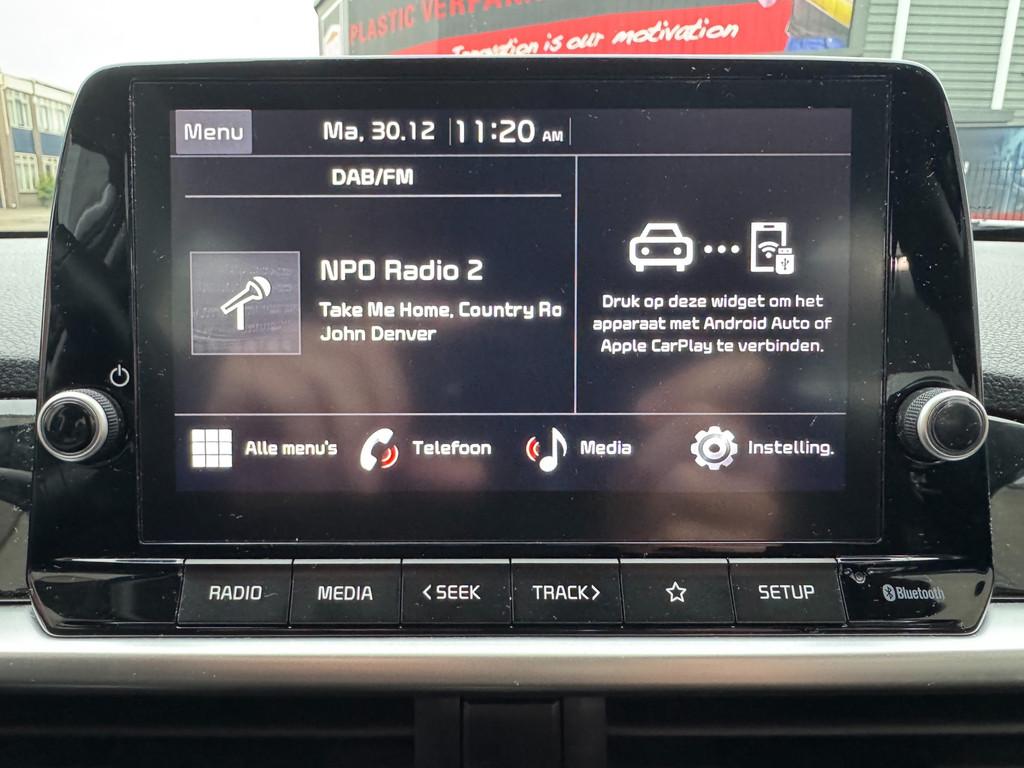 PLASTIC
Innovation is our motivation
Menu
Ma, 30.12
11:20 AM
DAB/FM
NPO Radio 2
Take Me Home, Country Ro
John Denver
Druk op deze widget om het
apparaat met Android Auto of
Apple CarPlay te verbinden.
Alle menu's
Telefoon
Media
Instelling.
RADIO
MEDIA
<SEEK
TRACK>
SETUP
Bluetooth